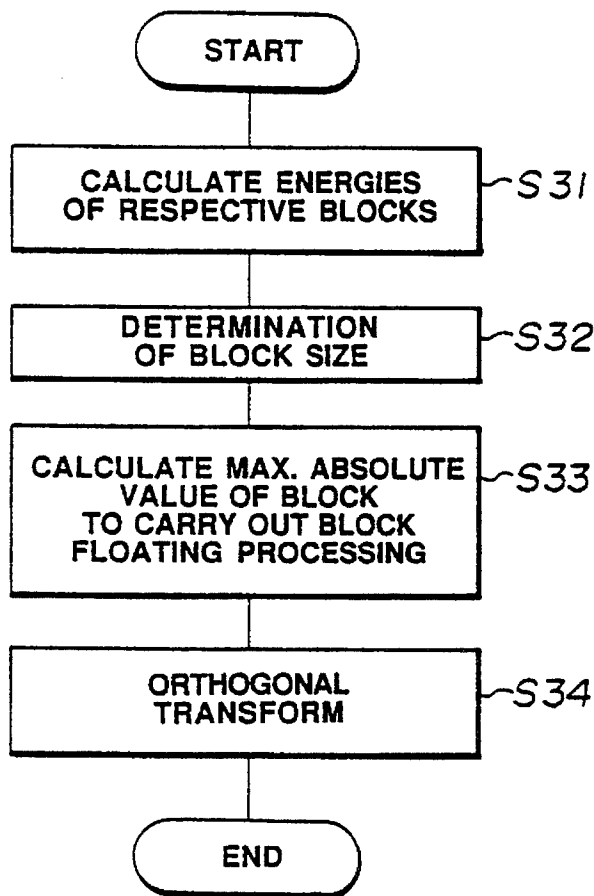 START
CALCULATE ENERGIES
OF RESPECTIVE BLOCKS
S31
DETERMINATION
OF BLOCK SIZE
S32
CALCULATE MAX. ABSOLUTE
VALUE OF BLOCK
TO CARRY OUT BLOCK
FLOATING PROCESSING
S33
ORTHOGONAL
TRANSFORM
S34
END